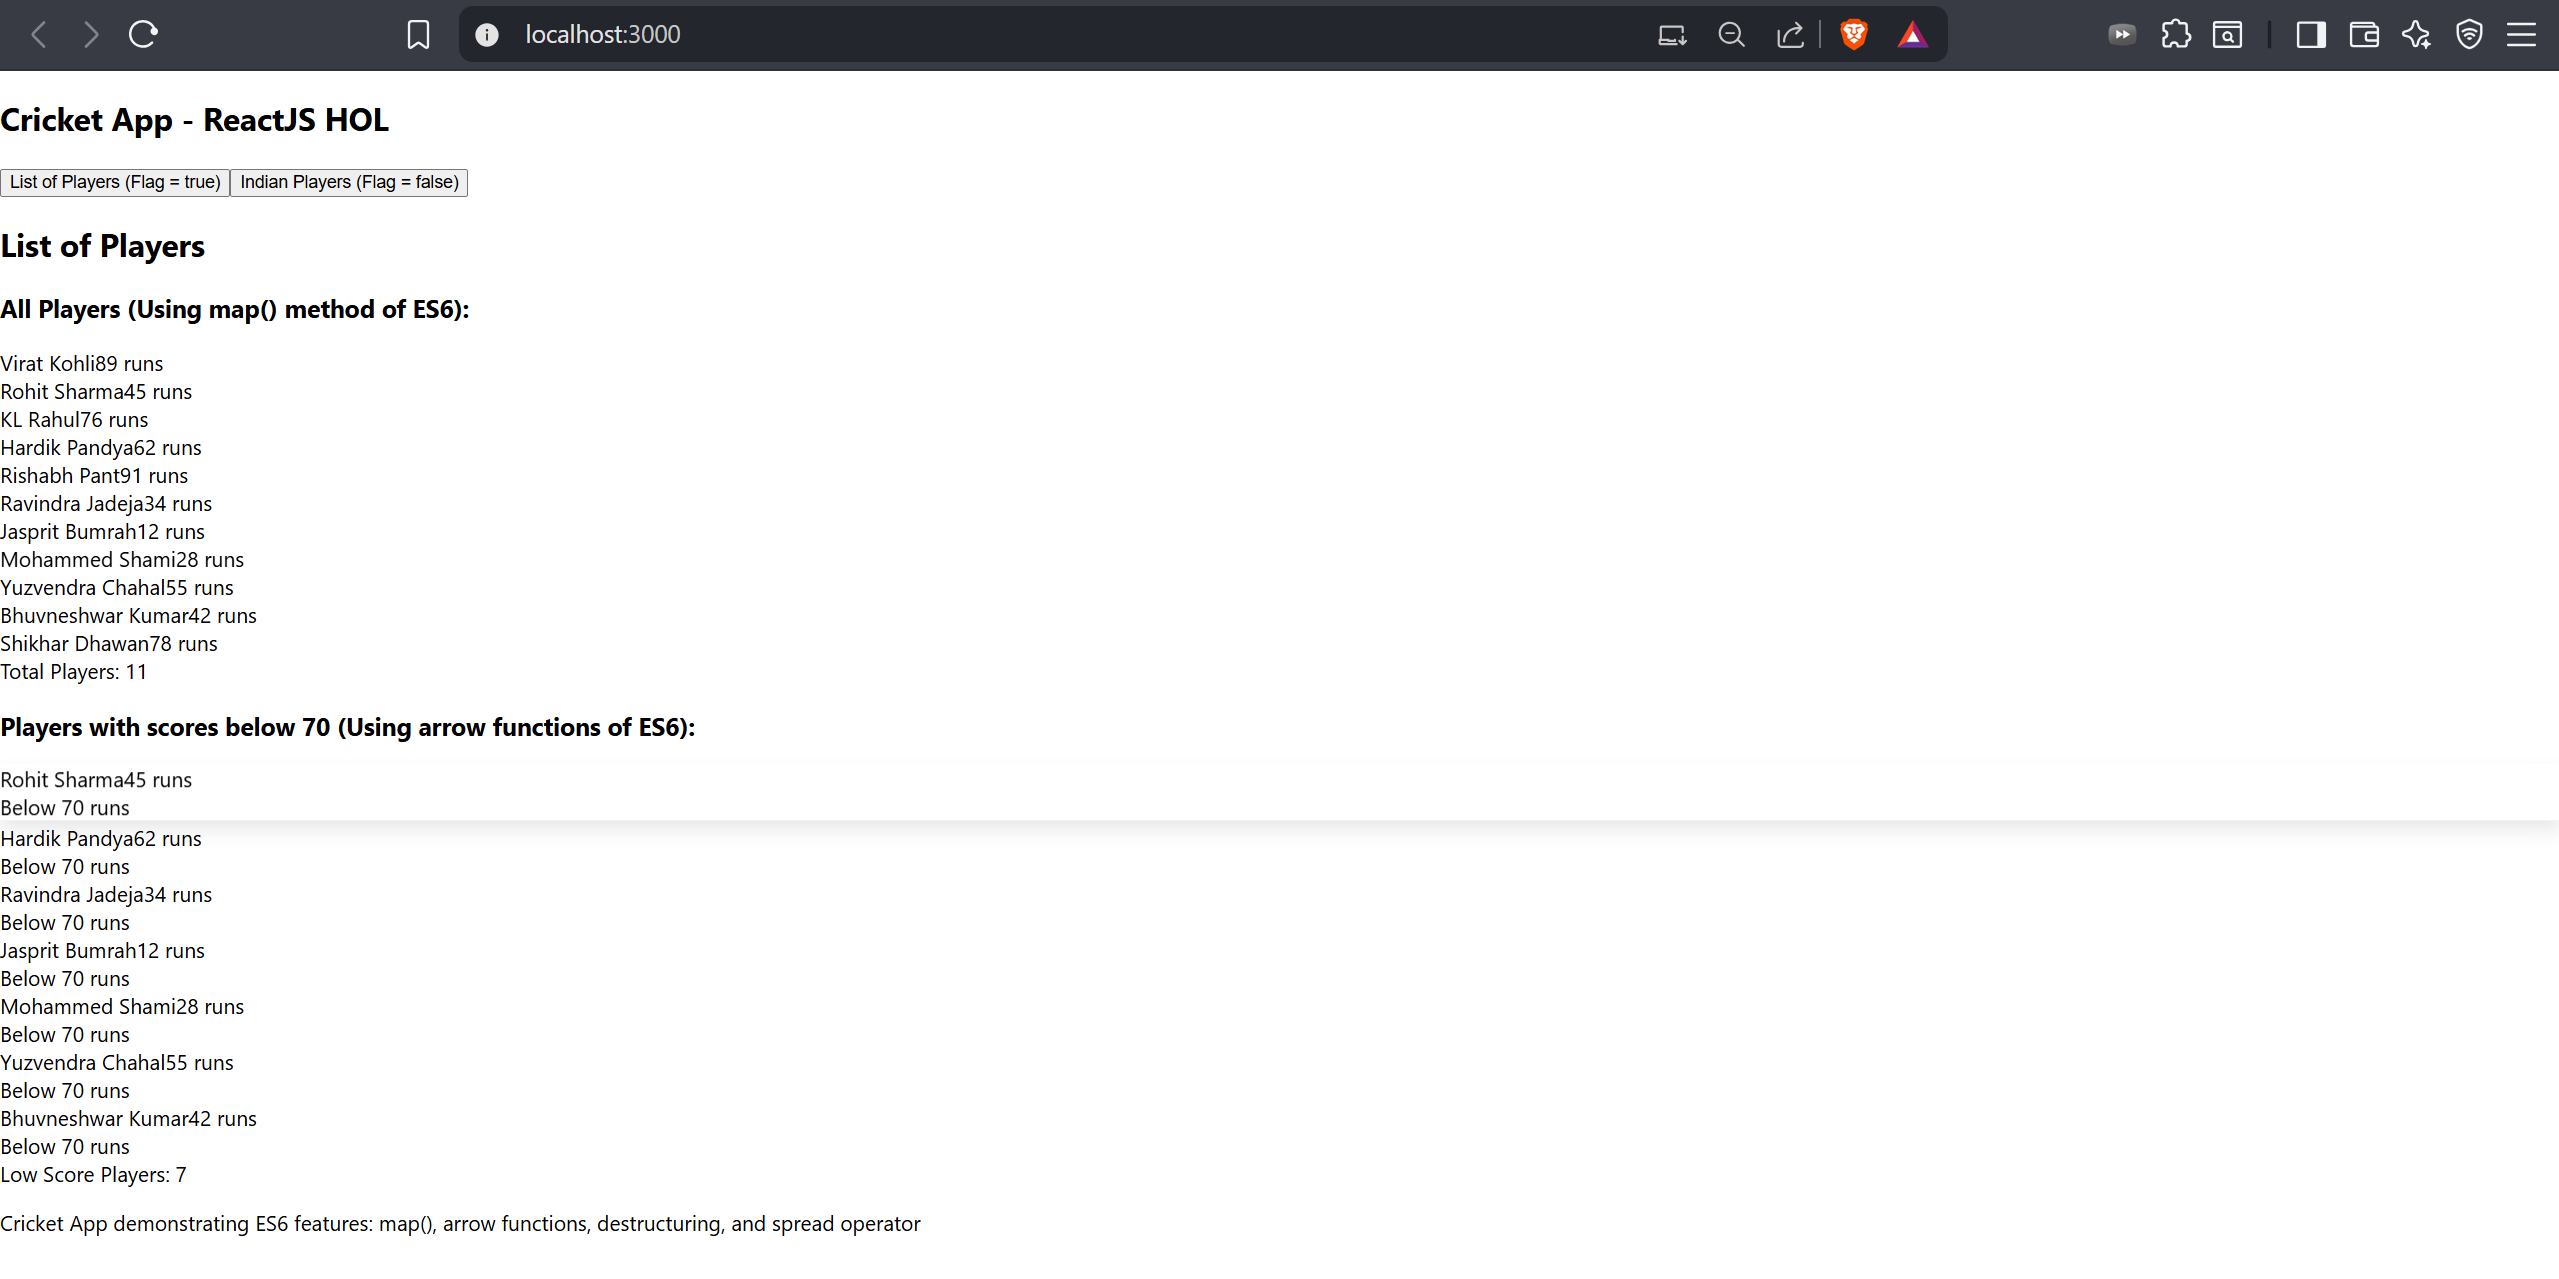 localhost:3000
Cricket App - ReactJS HOL
List of Players (Flag = true) Indian Players (Flag = false)
List of Players
All Players (Using map() method of ES6):
Virat Kohli89 runs
Rohit Sharma45 runs
KL Rahul76 runs
Hardik Pandya62 runs
Rishabh Pant91 runs
Ravindra Jadeja34 runs
Jasprit Bumrah12 runs
Mohammed Shami28 runs
Yuzvendra Chahal55 runs
Bhuvneshwar Kumar42 runs
Shikhar Dhawan78 runs
Total Players: 11
Players with scores below 70 (Using arrow functions of ES6):
Rohit Sharma45 runs
Below 70 runs
Hardik Pandya62 runs
Below 70 runs
Ravindra Jadeja34 runs
Below 70 runs
Jasprit Bumrah12 runs
Below 70 runs
Mohammed Shami28 runs
Below 70 runs
Yuzvendra Chahal55 runs
Below 70 runs
Bhuvneshwar Kumar42 runs
Below 70 runs
Low Score Players: 7
Cricket App demonstrating ES6 features: map(), arrow functions, destructuring, and spread operator